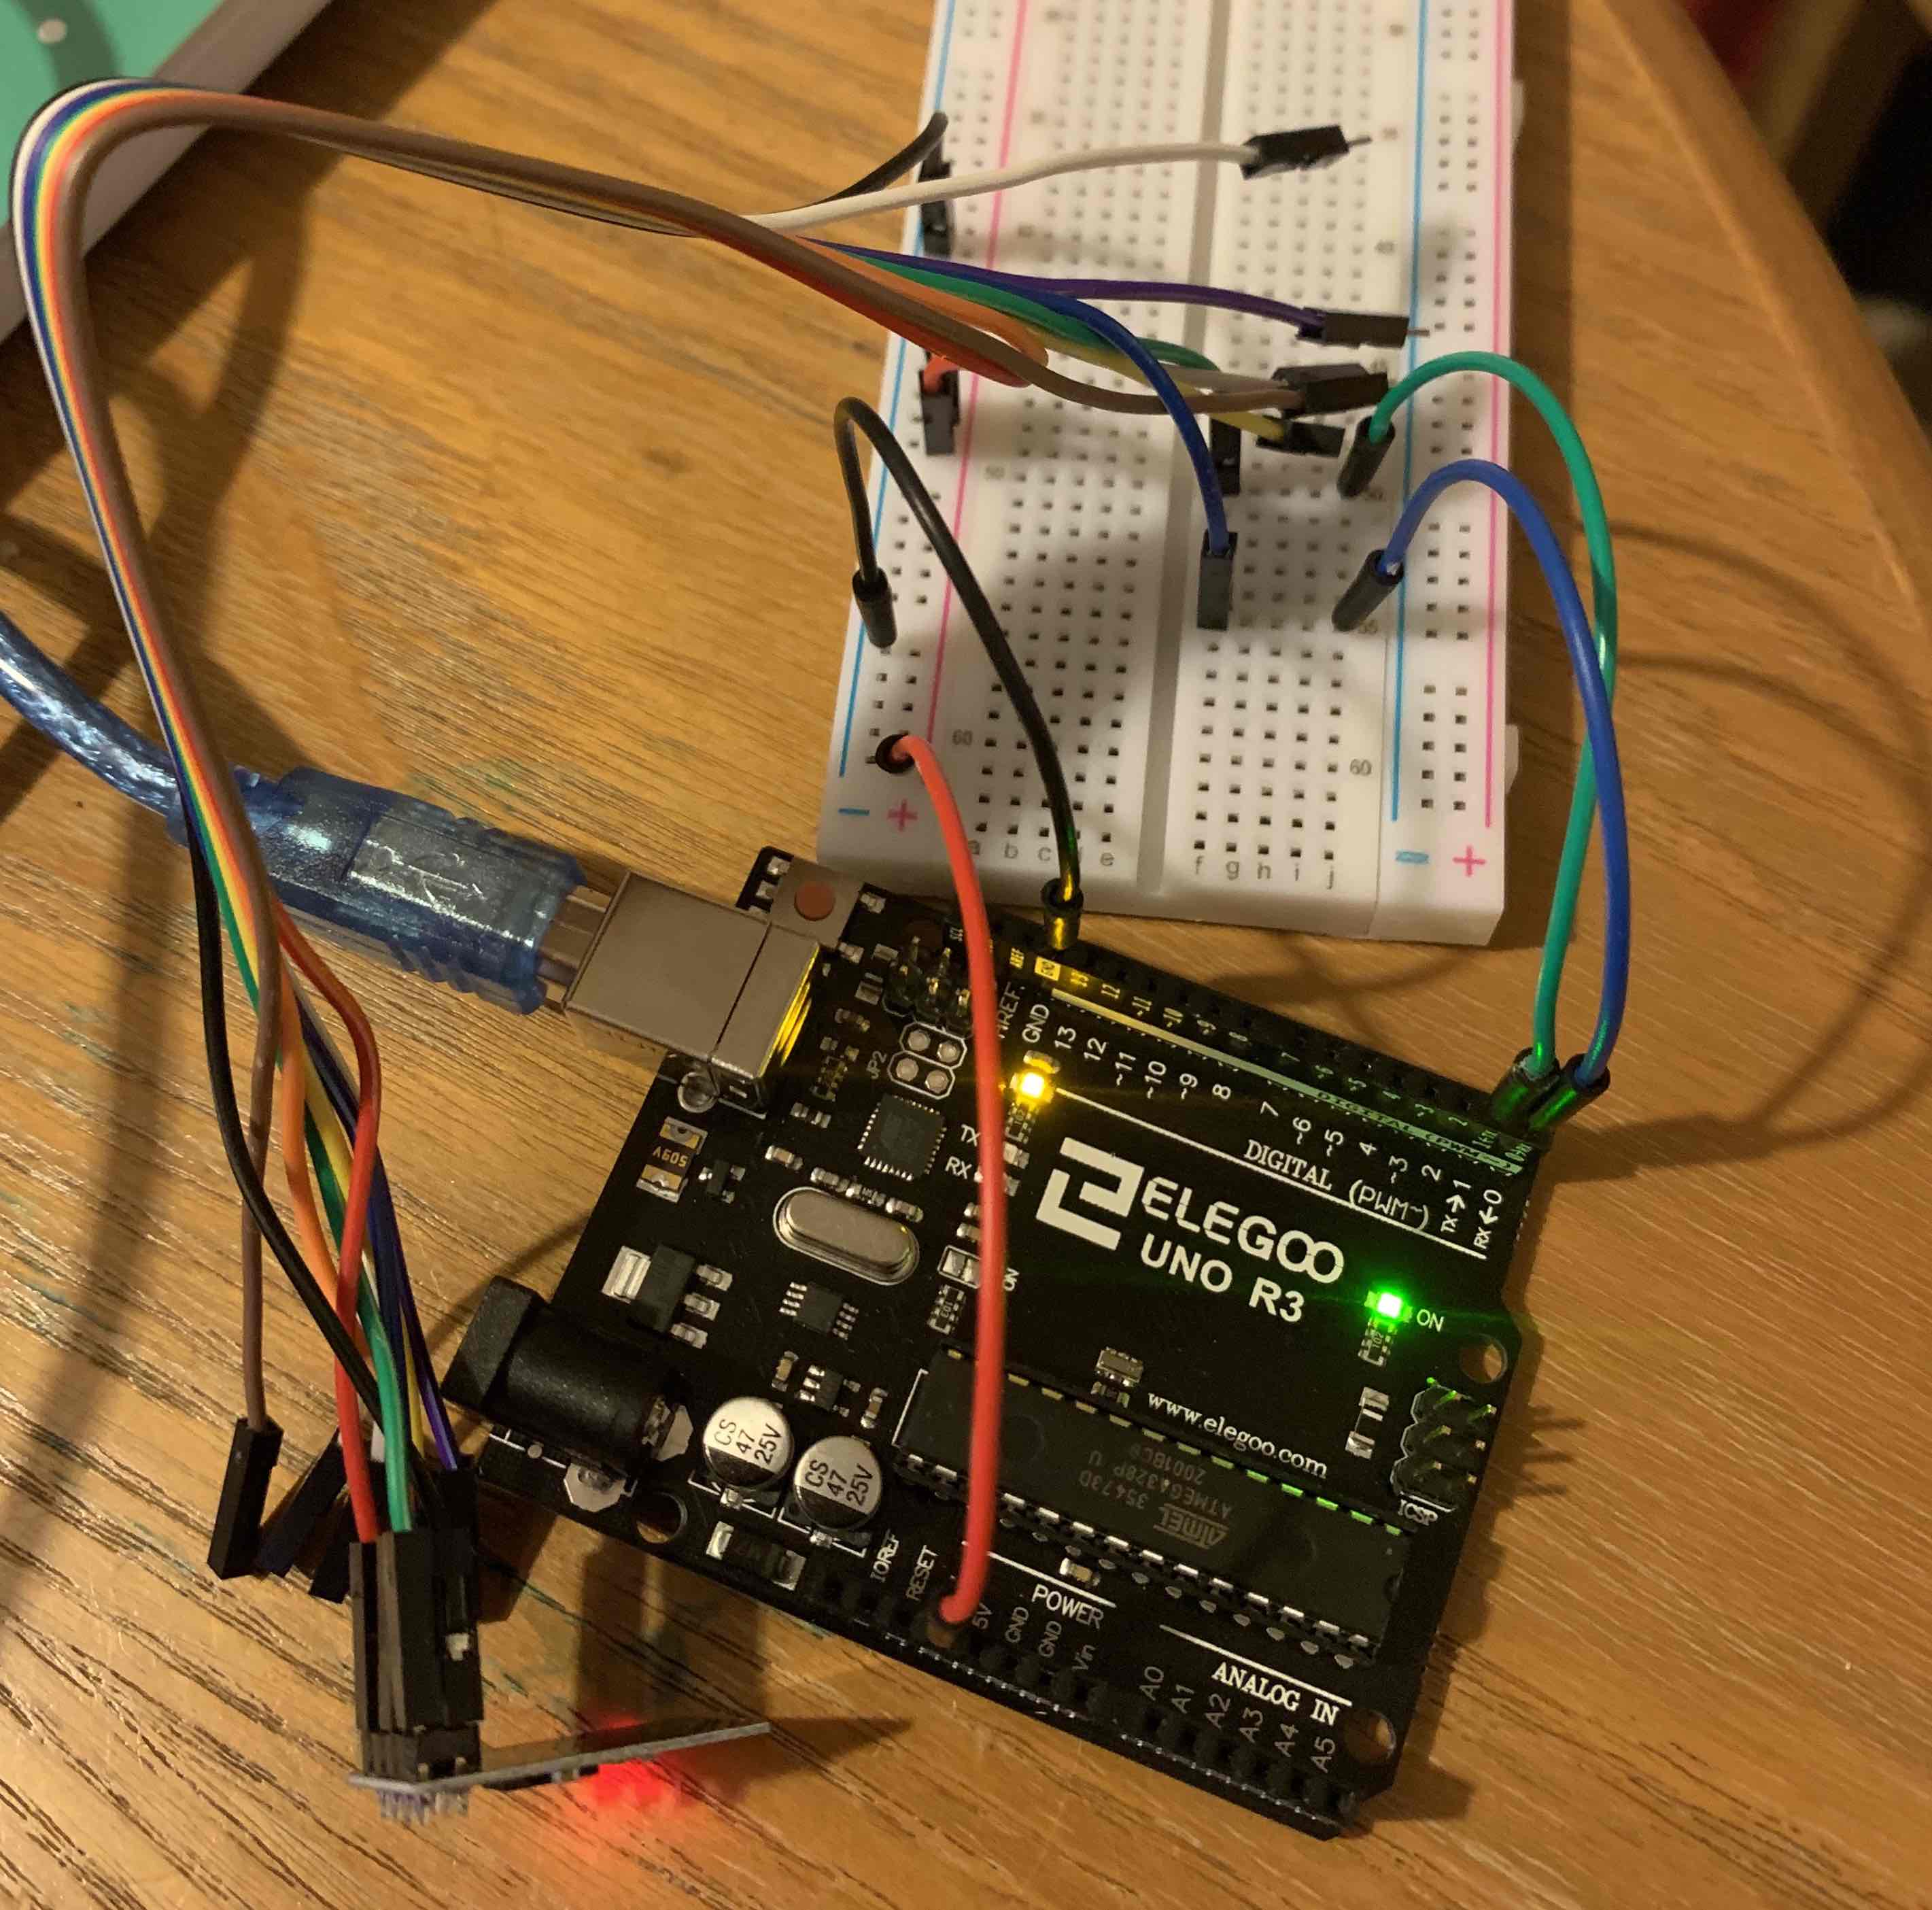 60
60
a b c d e
f g h i j
− +
− +
AREF
GND
13
12
~11
~10
~9
8
7
~6
~5
4
~3
2
TX→1
RX←0
DIGITAL (PWM~)
JP2
TX
RX
509V
ELEGOO
UNO R3
ON
www.elegoo.com
ICSP
CS
47
25V
CS
47
25V
35473D
ATMEGA328P U
ATMEL
IOREF
RESET
5V
GND
GND
Vin
POWER
A0
A1
A2
A3
A4
A5
ANALOG IN